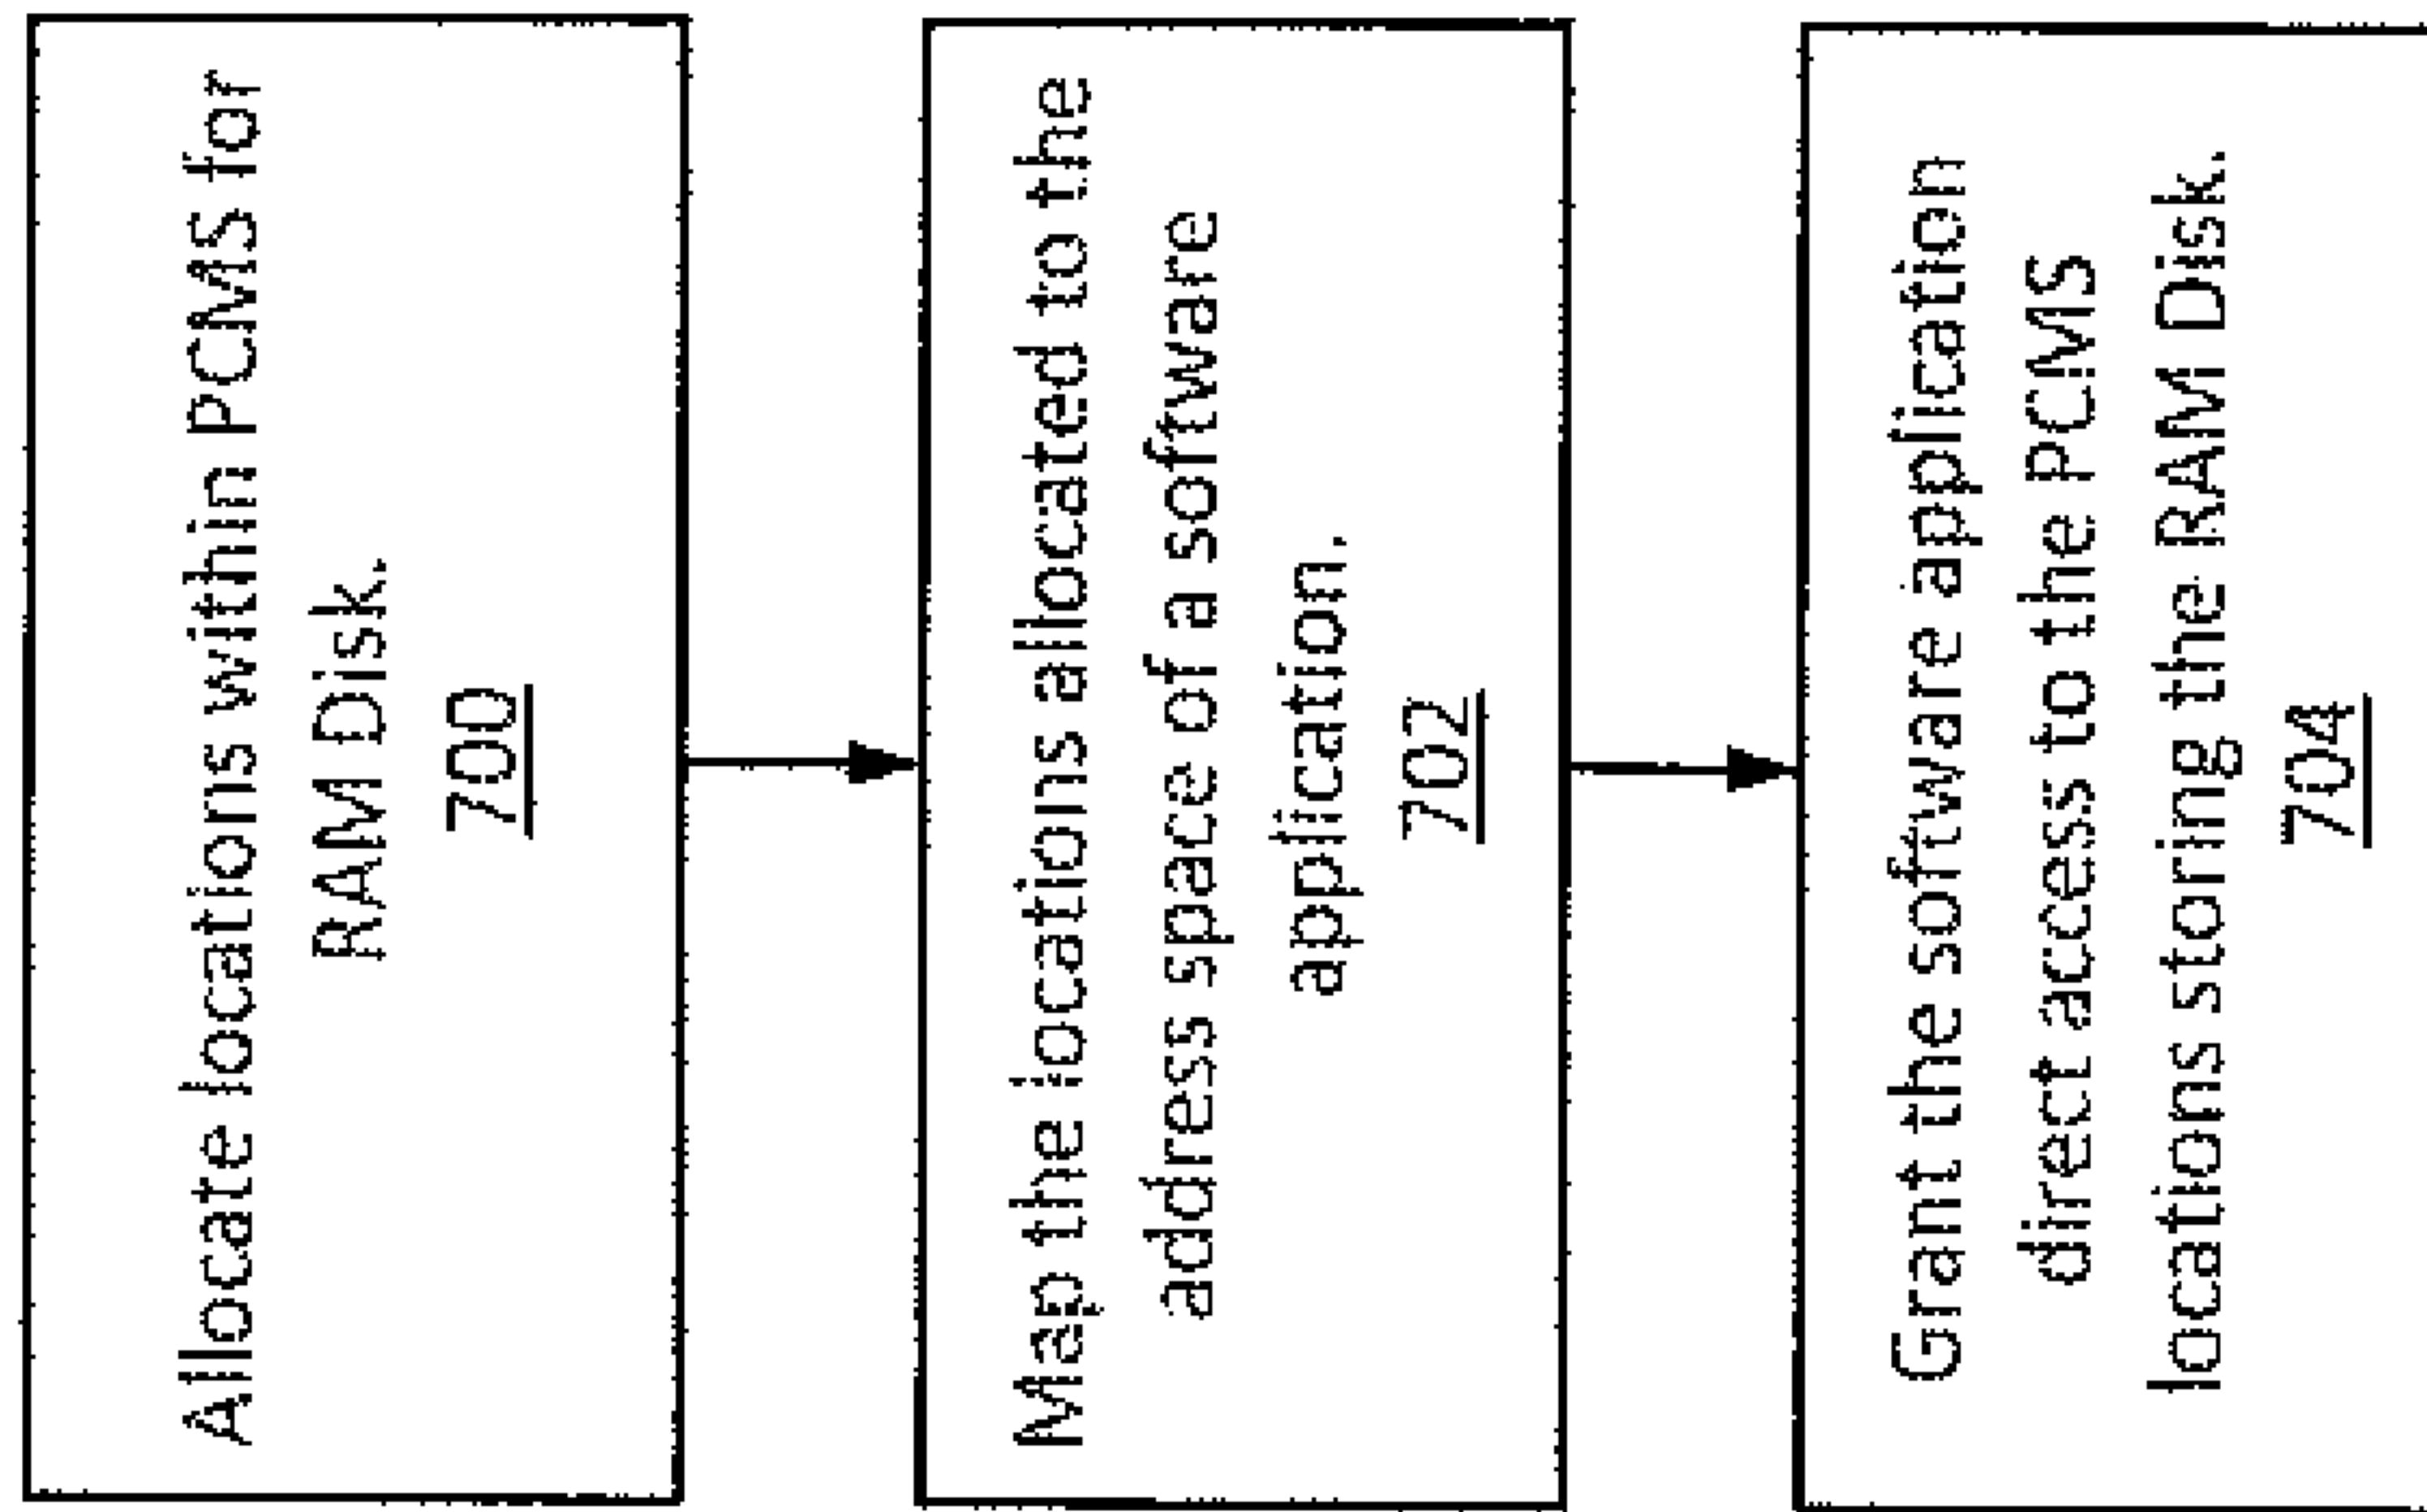 Allocate locations within PCMS for
RAM Disk.
700
Map the locations allocated to the
address space of a software
application.
702
Grant the software application
direct access to the PCMS
locations storing the RAM Disk.
704